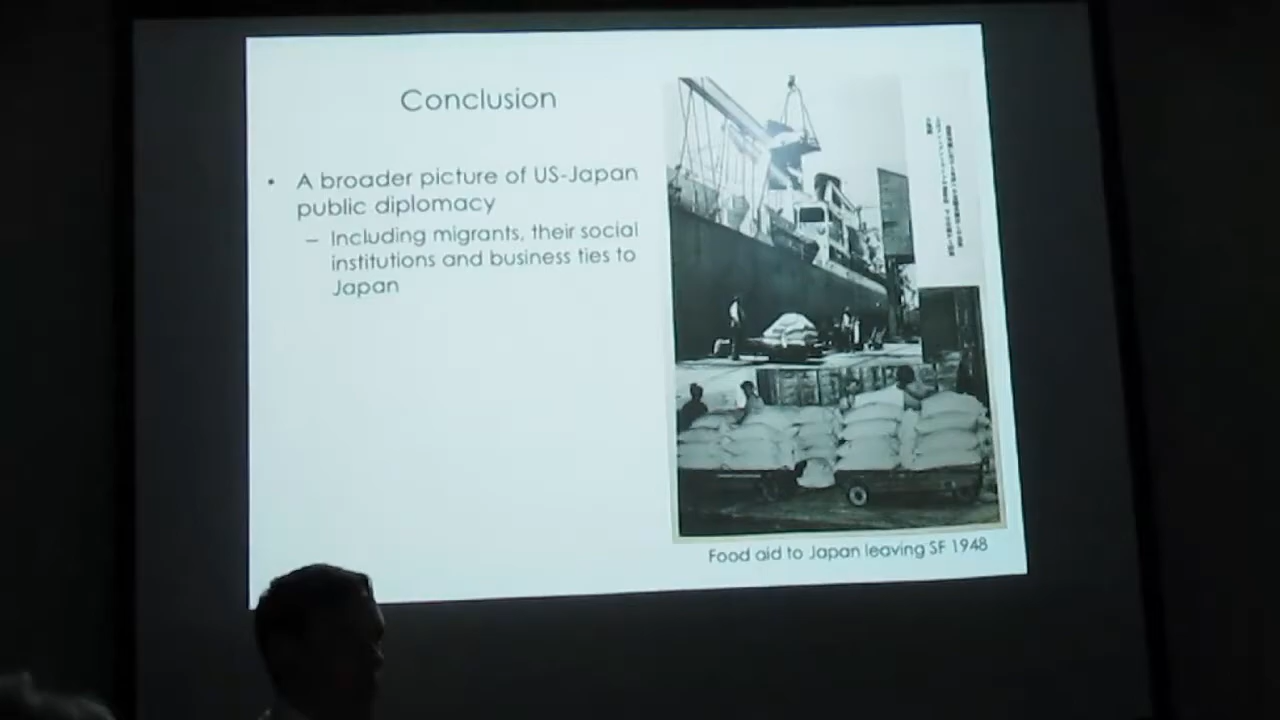 Conclusion
• A broader picture of US-Japan
public diplomacy
– Including migrants, their social
institutions and business ties to
Japan
Food aid to Japan leaving SF 1948